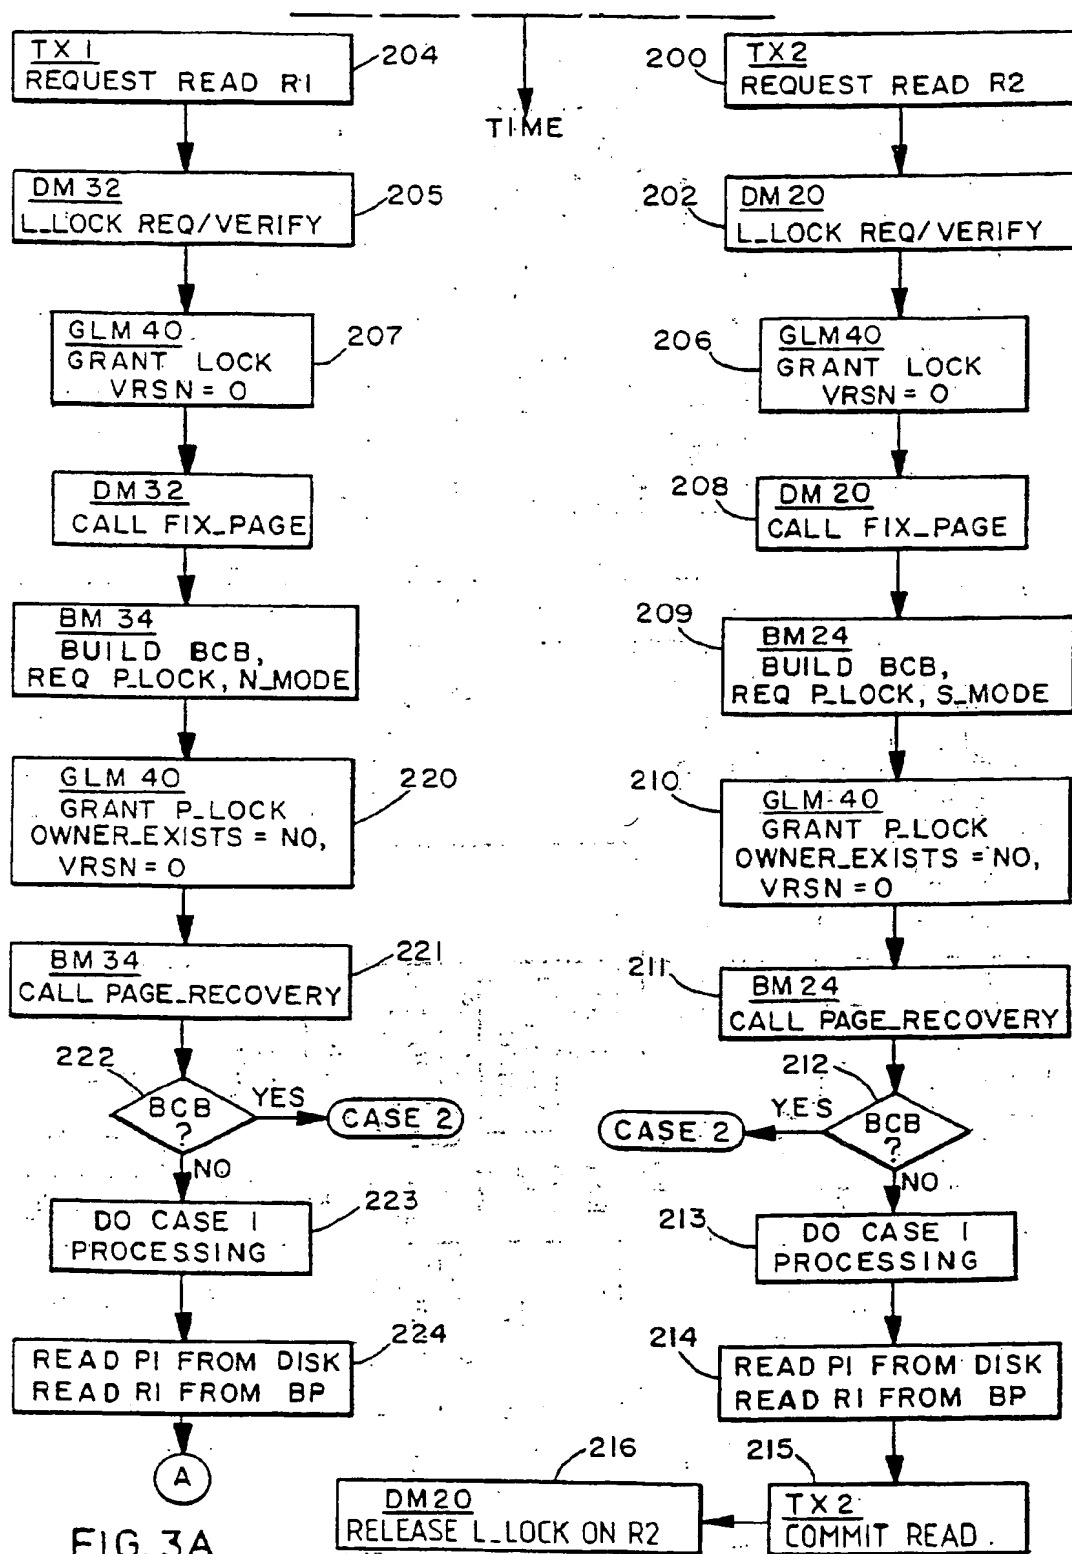 TX 1
REQUEST READ R1
204
TIME
200
TX2
REQUEST READ R2
DM 32
L_LOCK REQ/VERIFY
205
202
DM 20
L_LOCK REQ/VERIFY
GLM 40
GRANT LOCK
VRSN = 0
207
206
GLM 40
GRANT LOCK
VRSN = 0
DM 32
CALL FIX_PAGE
208
DM 20
CALL FIX_PAGE
BM 34
BUILD BCB,
REQ P_LOCK, N_MODE
209
BM 24
BUILD BCB,
REQ P_LOCK, S_MODE
GLM 40
GRANT P_LOCK
OWNER_EXISTS = NO,
VRSN = 0
220
210
GLM 40
GRANT P_LOCK
OWNER_EXISTS = NO,
VRSN = 0
BM 34
CALL PAGE_RECOVERY
221
211
BM 24
CALL PAGE_RECOVERY
222
BCB
?
YES
CASE 2
NO
212
BCB
?
YES
CASE 2
NO
DO CASE 1
PROCESSING
223
213
DO CASE 1
PROCESSING
READ P1 FROM DISK
READ R1 FROM BP
224
214
READ P1 FROM DISK
READ R1 FROM BP
A
216
DM20
RELEASE L_LOCK ON R2
215
TX 2
COMMIT READ.
FIG. 3A